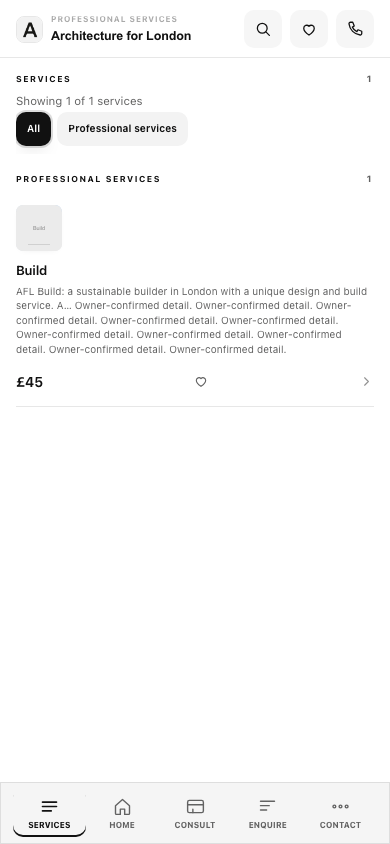 A
PROFESSIONAL SERVICES
Architecture for London
SERVICES 1
Showing 1 of 1 services
All Professional services
PROFESSIONAL SERVICES 1
Build
Build
AFL Build: a sustainable builder in London with a unique design and build
service. A... Owner-confirmed detail. Owner-confirmed detail. Owner-
confirmed detail. Owner-confirmed detail. Owner-confirmed detail.
Owner-confirmed detail. Owner-confirmed detail. Owner-confirmed
detail. Owner-confirmed detail. Owner-confirmed detail.
£45
SERVICES HOME CONSULT ENQUIRE CONTACT